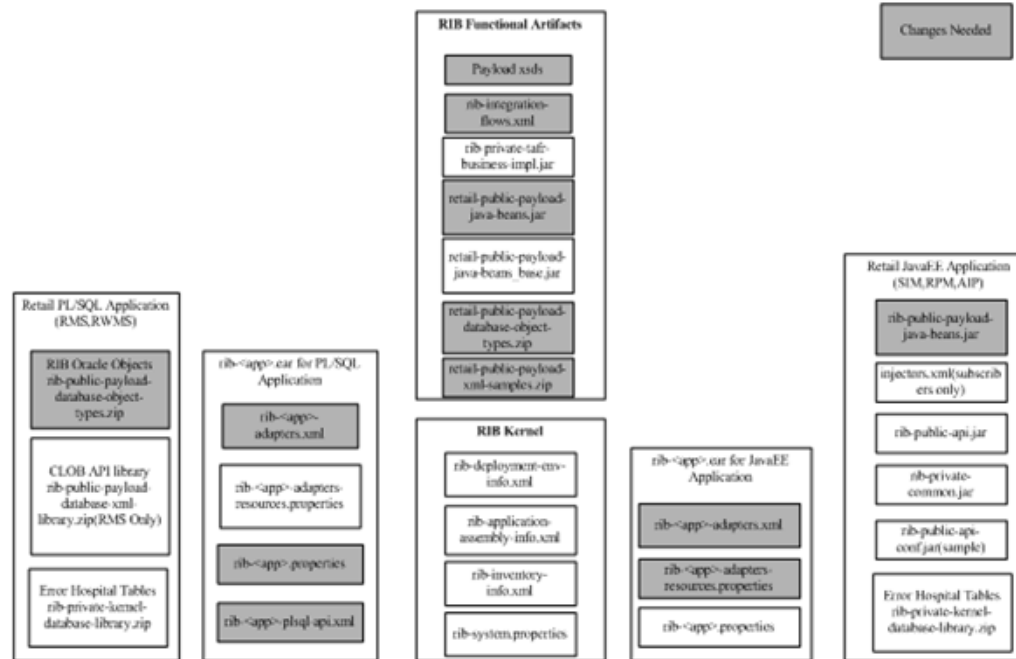 RIB Functional Artifacts
Payload xsds
rib-integration-
flows.xml
rib-private-tafr-
business-impl.jar
retail-public-payload-
java-beans.jar
retail-public-payload-
java-beans_base.jar
retail-public-payload-
database-object-
types.zip
retail-public-payload-
xml-samples.zip
Changes Needed
Retail PL/SQL Application
(RMS,RWMS)
RIB Oracle Objects
rib-public-payload-
database-object-
types.zip
CLOB API library
rib-public-payload-
database-xml-
library.zip(RMS Only)
Error Hospital Tables
rib-private-kernel-
database-library.zip
rib-<app>.ear for PL/SQL
Application
rib-<app>-
adapters.xml
rib-<app>-adapters-
resources.properties
rib-<app>.properties
rib-<app>-plsql-api.xml
RIB Kernel
rib-deployment-env-
info.xml
rib-application-
assembly-info.xml
rib-inventory-
info.xml
rib-system.properties
rib-<app>.ear for JavaEE
Application
rib-<app>-adapters.xml
rib-<app>-adapters-
resources.properties
rib-<app>.properties
Retail JavaEE Application
(SIM,RPM,AIP)
rib-public-payload-
java-beans.jar
injectors.xml(subscri
bers only)
rib-public-api.jar
rib-private-
common.jar
rib-public-api-
conf.jar(sample)
Error Hospital Tables
rib-private-kernel-
database-library.zip